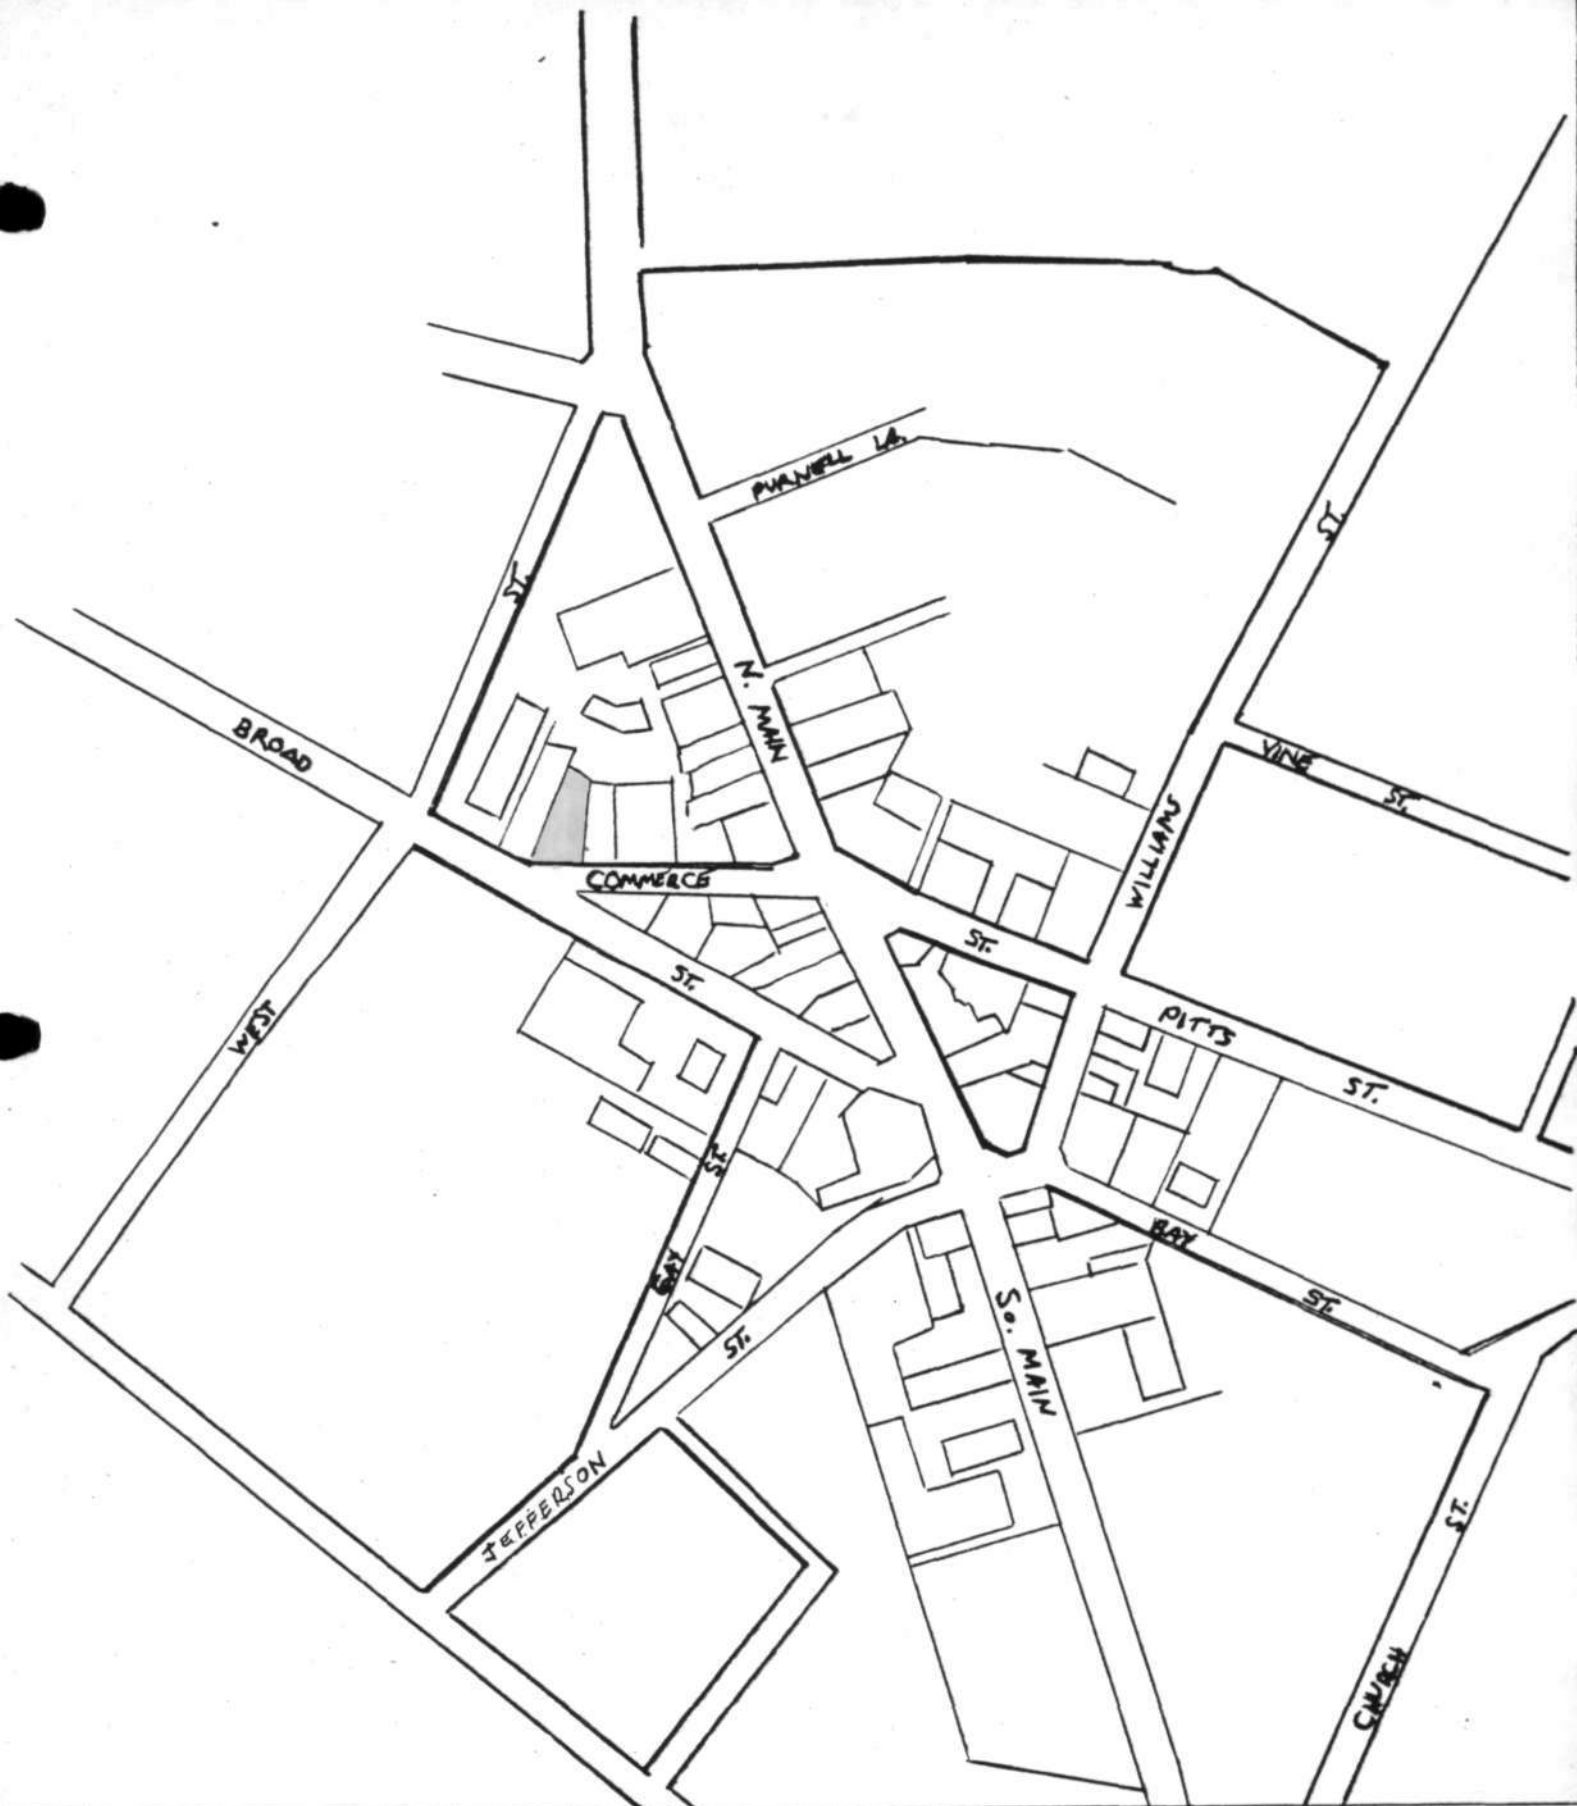 PURNELL LA.
ST.
ST.
N. MAIN
BROAD
VINE
ST.
WILLIAMS
COMMERCE
ST.
ST.
WEST
PITTS
ST.
ST.
BAY
ST.
GAY
ST.
So. MAIN
JEFFERSON
ST.
CHURCH